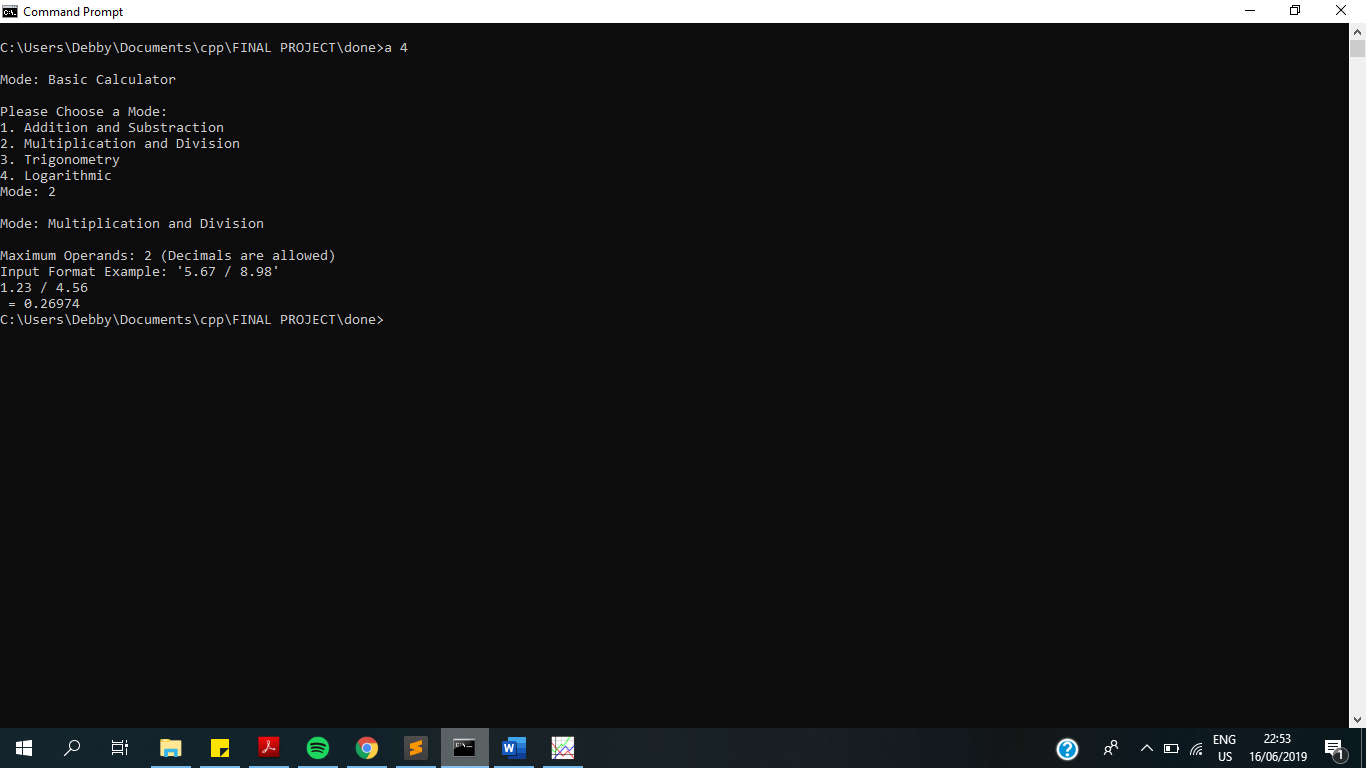 Command Prompt
C:\Users\Debby\Documents\cpp\FINAL PROJECT\done>a 4
Mode: Basic Calculator
Please Choose a Mode:
1. Addition and Substraction
2. Multiplication and Division
3. Trigonometry
4. Logarithmic
Mode: 2
Mode: Multiplication and Division
Maximum Operands: 2 (Decimals are allowed)
Input Format Example: '5.67 / 8.98'
1.23 / 4.56
 = 0.26974
C:\Users\Debby\Documents\cpp\FINAL PROJECT\done>
ENG
US
22:53
16/06/2019
1